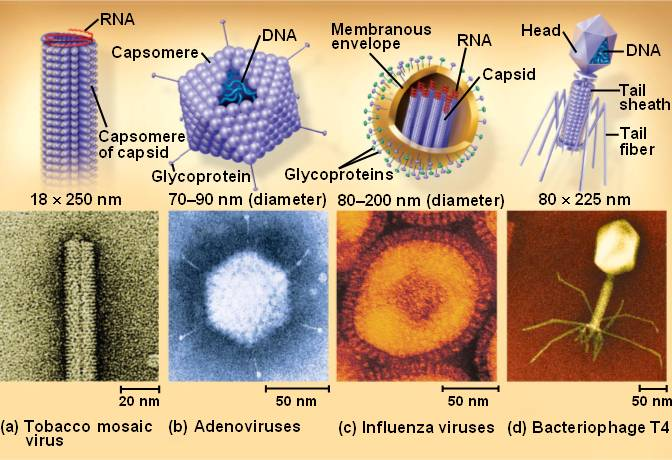 RNA
Capsomere
of capsid
18 × 250 nm
20 nm
(a) Tobacco mosaic
virus
Capsomere
DNA
Glycoprotein
70–90 nm (diameter)
50 nm
(b) Adenoviruses
Membranous
envelope
RNA
Capsid
Glycoproteins
80–200 nm (diameter)
50 nm
(c) Influenza viruses
Head
DNA
Tail
sheath
Tail
fiber
80 × 225 nm
50 nm
(d) Bacteriophage T4